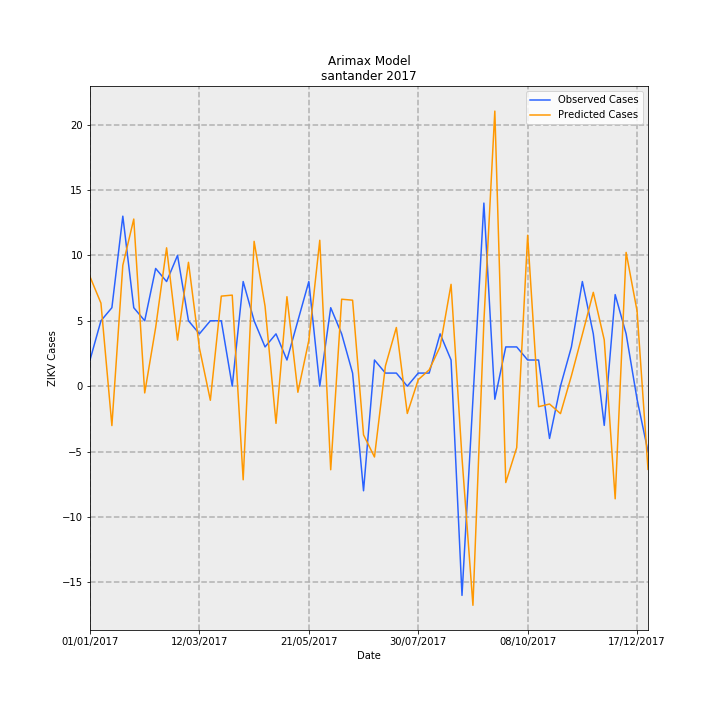 Arimax Model
santander 2017
Observed Cases
Predicted Cases
ZIKV Cases
20
15
10
5
0
−5
−10
−15
01/01/2017
12/03/2017
21/05/2017
30/07/2017
08/10/2017
17/12/2017
Date